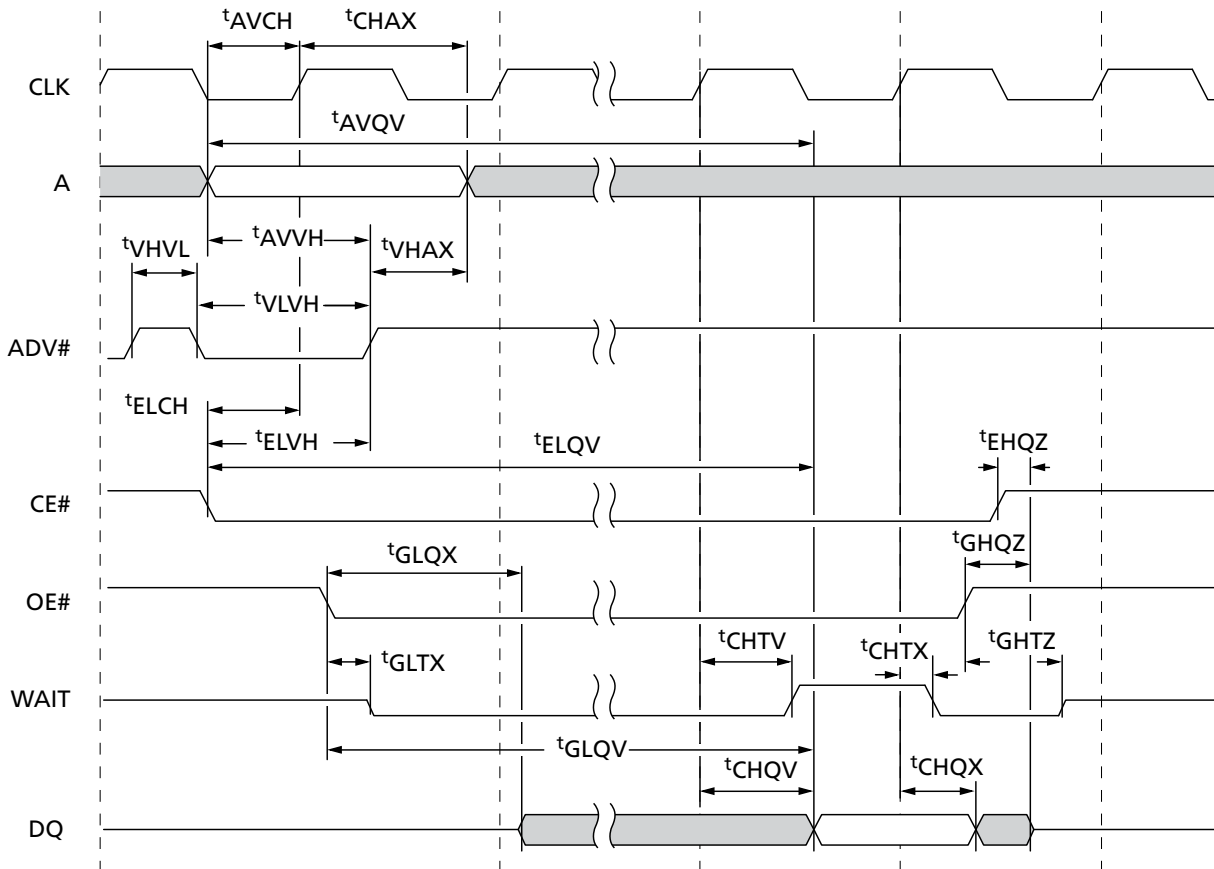 tAVCH tCHAX
CLK
tAVQV
A
tAVVH
tVHVL tVHAX
tVLVH
ADV#
tELCH
tELVH tELQV tEHQZ
CE#
tGLQX tGHQZ
OE#
tCHTV tCHTX tGHTZ
tGLTX
WAIT
tGLQV
tCHQV tCHQX
DQ